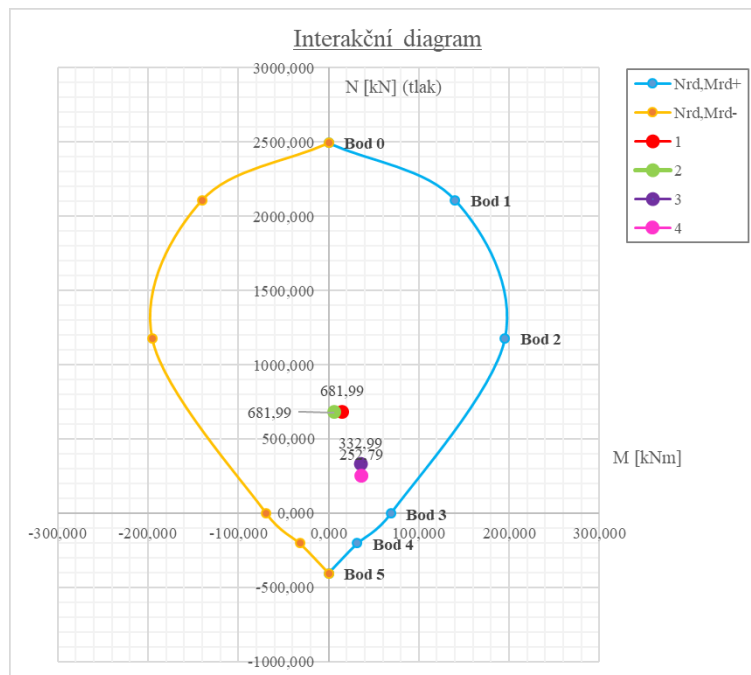 Interakční diagram
3000,000
N [kN] (tlak)
2500,000
Bod 0
2000,000
Bod 1
1500,000
1000,000
Bod 2
681,99
681,99
500,000
332,99
252,79
M [kNm]
0,000
Bod 3
-300,000
-200,000
-100,000
0,000
100,000
200,000
300,000
Bod 4
-500,000
Bod 5
-1000,000
Nrd,Mrd+
Nrd,Mrd-
1
2
3
4